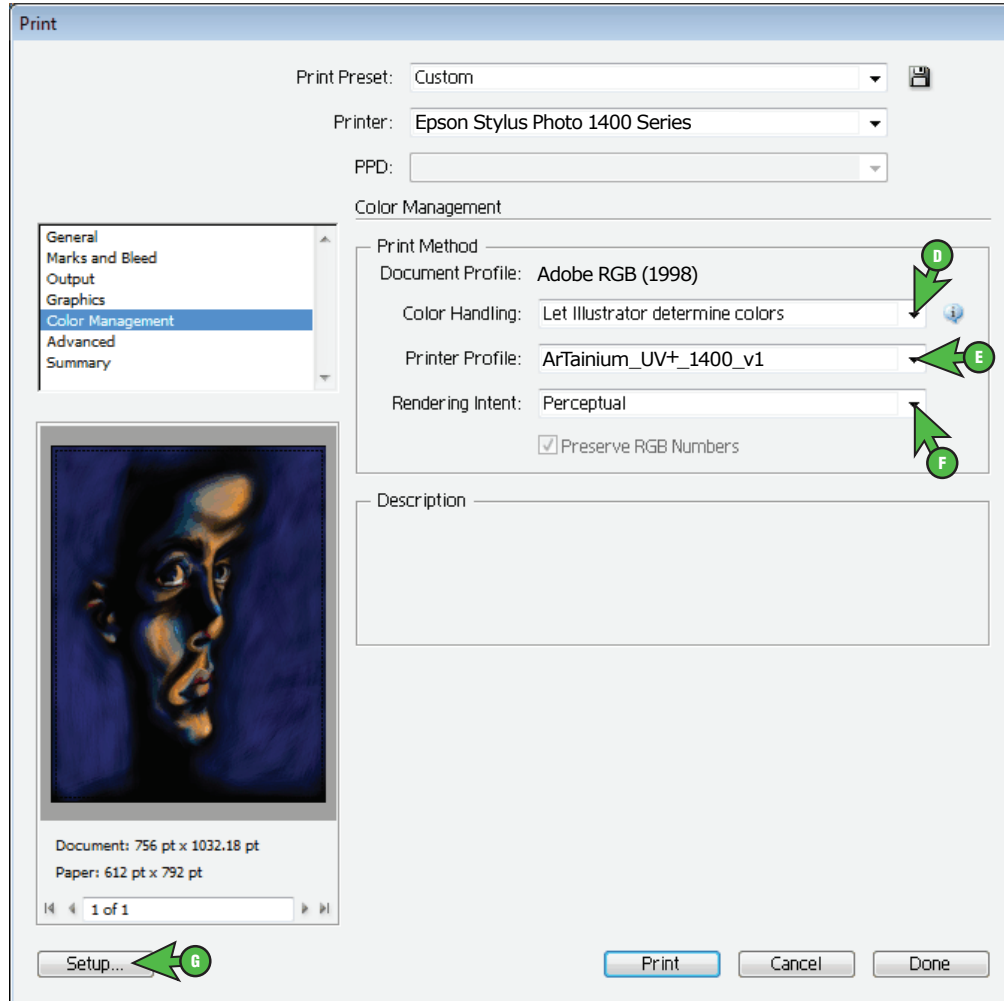 Print
Print Preset: Custom
Printer: Epson Stylus Photo 1400 Series
PPD:
Color Management
General
Marks and Bleed
Output
Graphics
Color Management
Advanced
Summary
Print Method
Document Profile: Adobe RGB (1998)
D
Color Handling: Let Illustrator determine colors
Printer Profile: ArTainium_UV+_1400_v1
E
Rendering Intent: Perceptual
F
Preserve RGB Numbers
Description
Document: 756 pt x 1032.18 pt
Paper: 612 pt x 792 pt
1 of 1
Setup...
G
Print
Cancel
Done